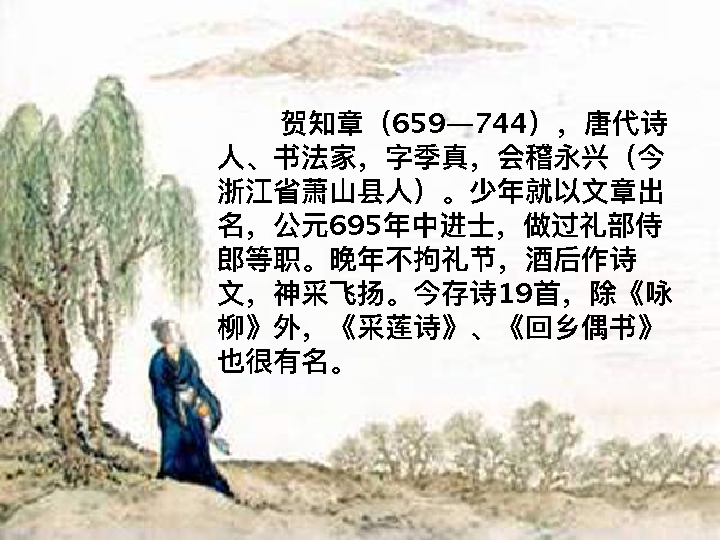 贺知章（659—744），唐代诗
人、书法家，字季真，会稽永兴（今
浙江省萧山县人）。少年就以文章出
名，公元695年中进士，做过礼部侍
郎等职。晚年不拘礼节，酒后作诗
文，神采飞扬。今存诗19首，除《咏
柳》外，《采莲诗》、《回乡偶书》
也很有名。